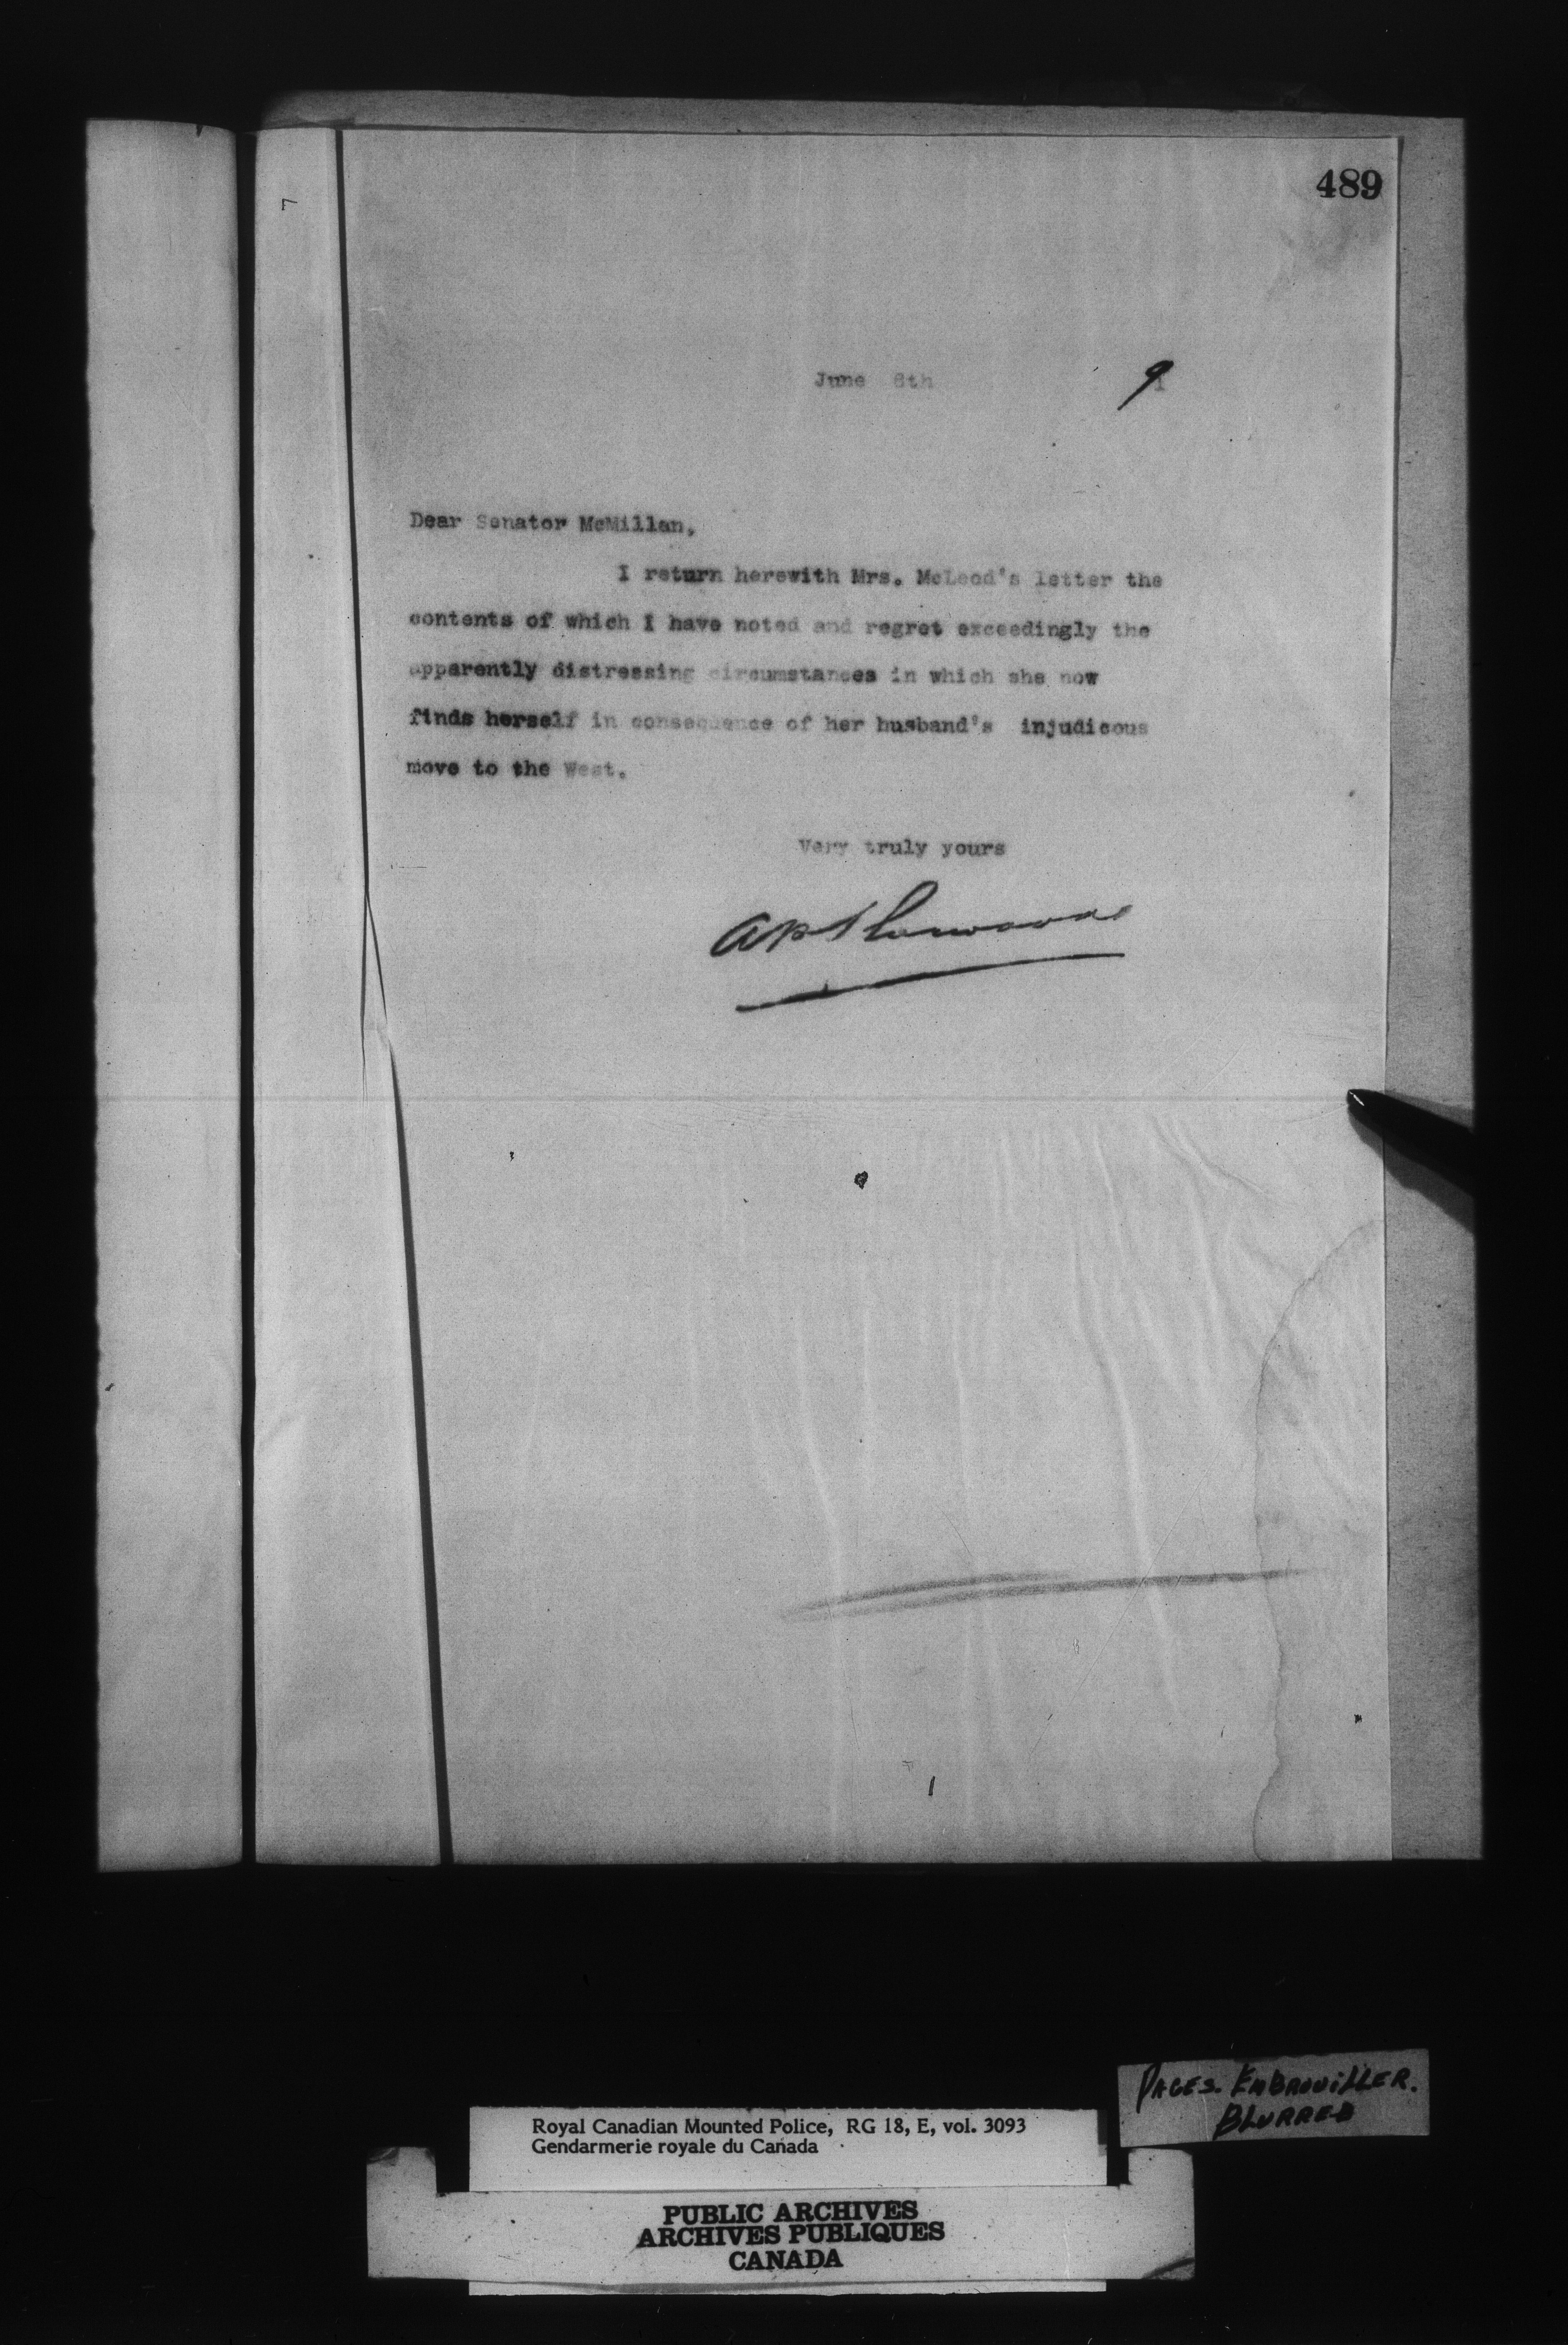 489
June 6th 9
Dear Senator McMillan,
I return herewith Mrs. McLeod's letter the
contents of which I have noted and regret exceedingly the
apparently distressing circumstances in which she now
finds herself in consequence of her husband's injudicous
move to the West.
Very truly yours
APSherwood
PAGES. EMBROUILLER.
BLURRED
Royal Canadian Mounted Police, RG 18, E, vol. 3093
Gendarmerie royale du Canada
PUBLIC ARCHIVES
ARCHIVES PUBLIQUES
CANADA